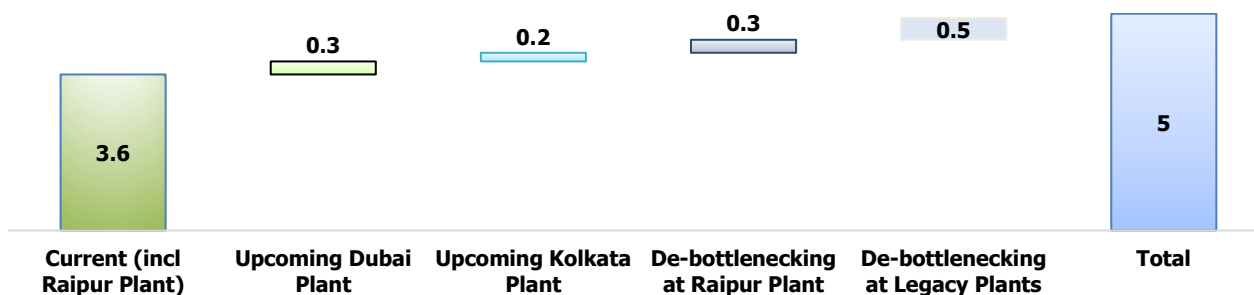 0.3
0.2
0.3
0.5
3.6
5
Current (incl
Raipur Plant)
Upcoming Dubai
Plant
Upcoming Kolkata
Plant
De-bottlenecking
at Raipur Plant
De-bottlenecking
at Legacy Plants
Total